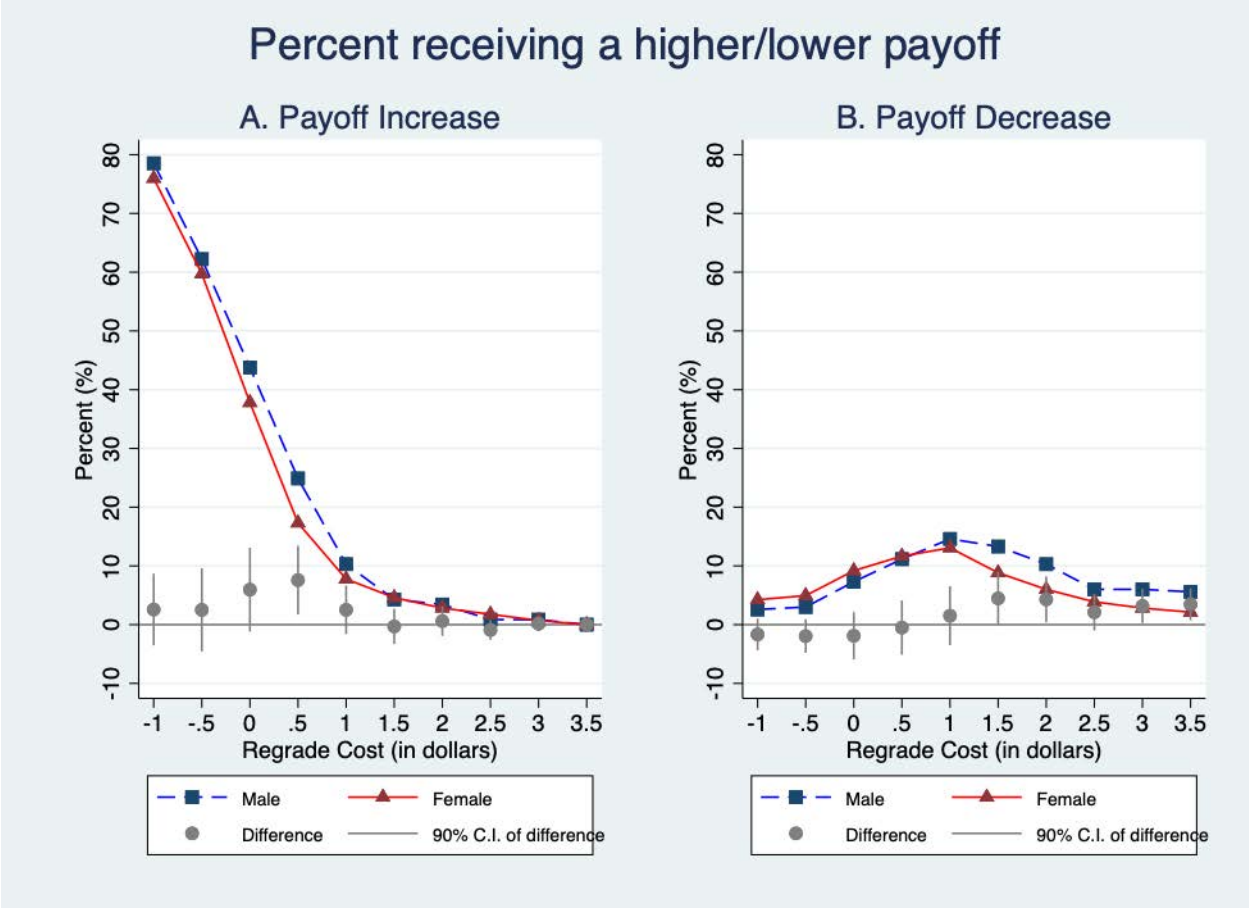 Percent receiving a higher/lower payoff
A. Payoff Increase
Percent (%)
80
70
60
50
40
30
20
10
0
-10
-1 -.5 0 .5 1 1.5 2 2.5 3 3.5
Regrade Cost (in dollars)
Male Female
Difference 90% C.I. of difference
B. Payoff Decrease
Percent (%)
80
70
60
50
40
30
20
10
0
-10
-1 -.5 0 .5 1 1.5 2 2.5 3 3.5
Regrade Cost (in dollars)
Male Female
Difference 90% C.I. of difference